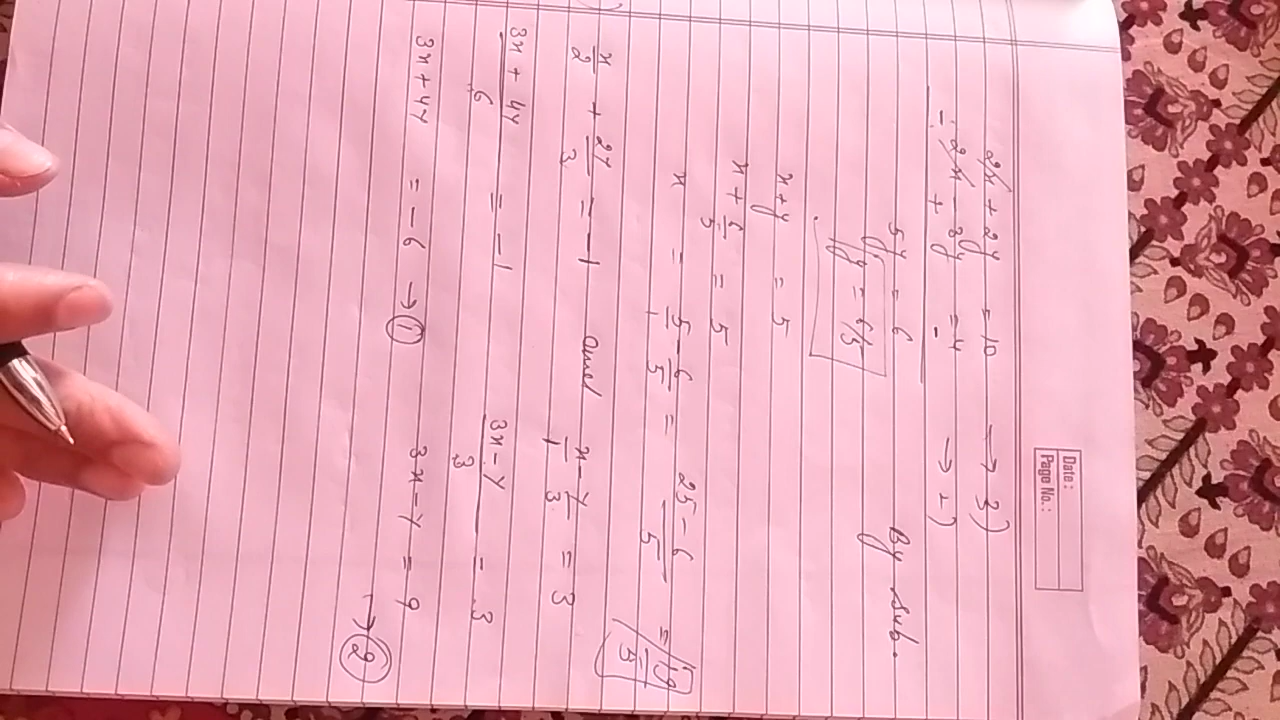 Date :
Page No. :
2x + 2y = 10 → 3)
- 2x - 3y = 4 → 2)
- + -
5y = 6 By sub.
y = 6/5
x + y = 5
x + 6/5 = 5
x = 5/1 - 6/5 = 25 - 6/5 = 19/5
x/2 + 2y/3 = -1 and x/1 - y/3 = 3
3x + 4y/6 = -1 3x - y/3 = 3
3x + 4y = -6 → ① 3x - y = 9
→ ②